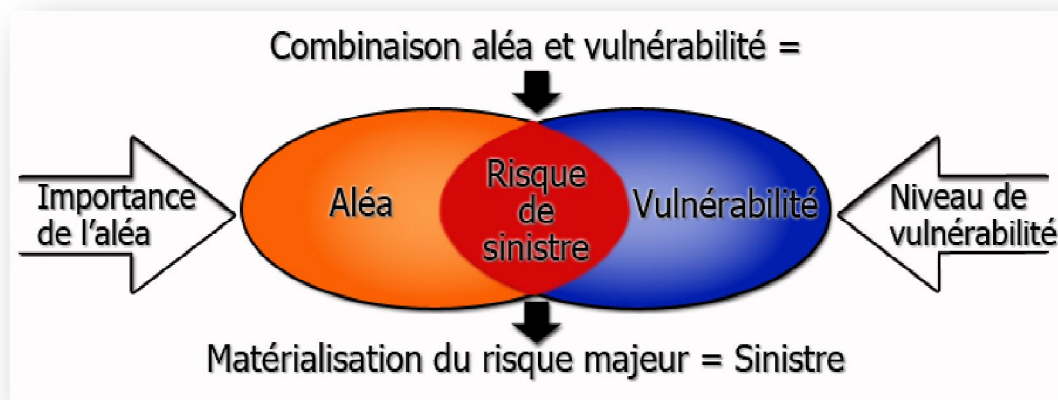 Combinaison aléa et vulnérabilité =
Importance
de l'aléa
Aléa
Risque
de
sinistre
Vulnérabilité
Niveau de
vulnérabilité
Matérialisation du risque majeur = Sinistre